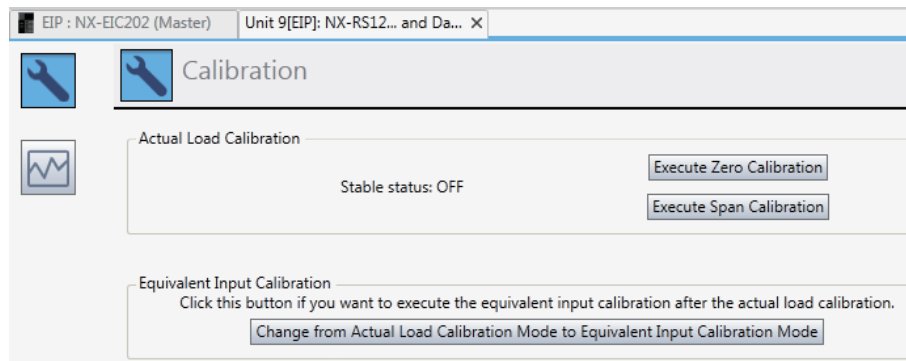 EIP : NX-EIC202 (Master)
Unit 9[EIP]: NX-RS12... and Da...
Calibration
Actual Load Calibration
Stable status: OFF
Execute Zero Calibration
Execute Span Calibration
Equivalent Input Calibration
Click this button if you want to execute the equivalent input calibration after the actual load calibration.
Change from Actual Load Calibration Mode to Equivalent Input Calibration Mode